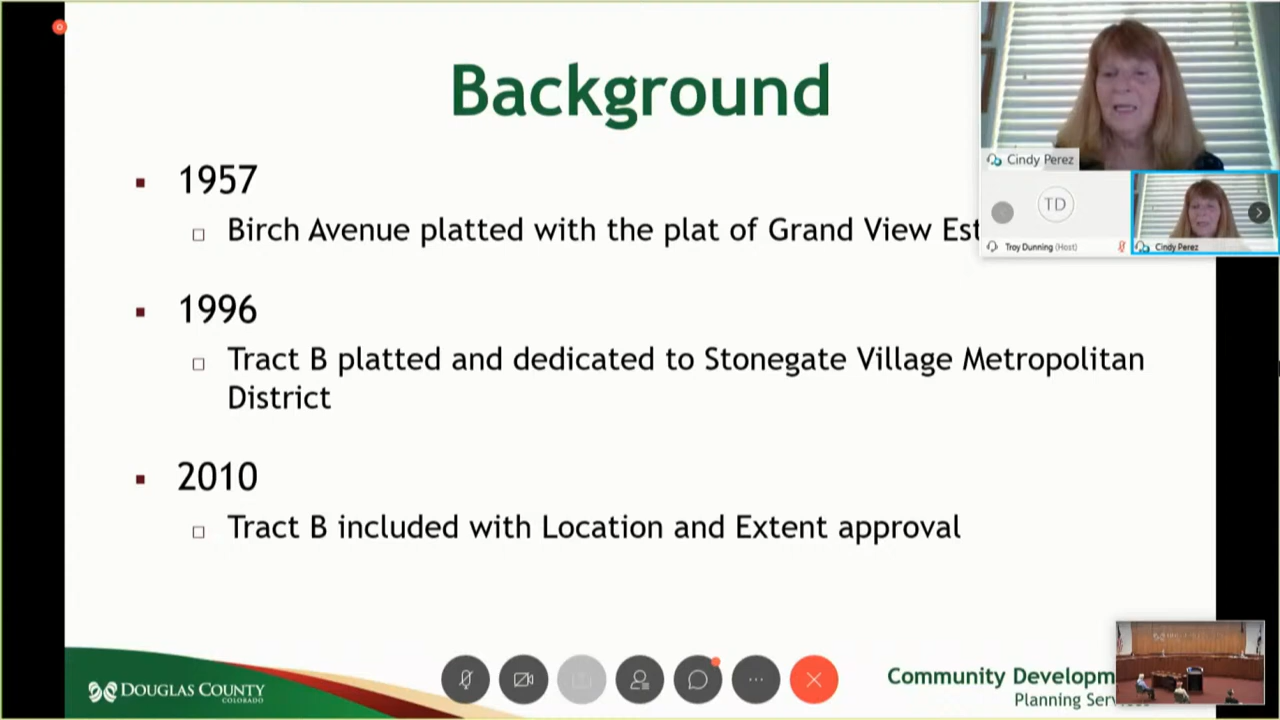 Background
1957
Birch Avenue platted with the plat of Grand View Est
1996
Tract B platted and dedicated to Stonegate Village Metropolitan
District
2010
Tract B included with Location and Extent approval
Cindy Perez
TD
Troy Dunning (Host)
Cindy Perez
DOUGLAS COUNTY
COLORADO
Community Developm
Planning Serv